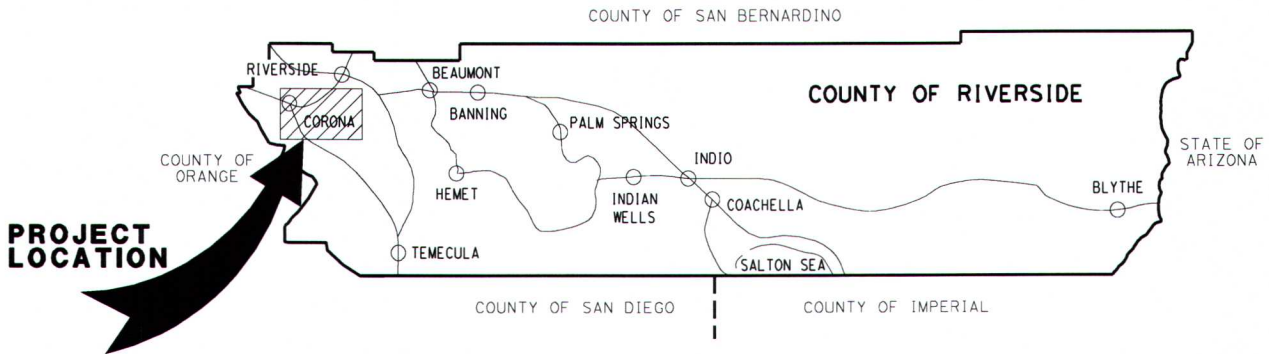 COUNTY OF SAN BERNARDINO
RIVERSIDE
BEAUMONT
COUNTY OF RIVERSIDE
BANNING
CORONA
PALM SPRINGS
STATE OF
ARIZONA
COUNTY OF
ORANGE
INDIO
HEMET
INDIAN
WELLS
BLYTHE
COACHELLA
PROJECT
LOCATION
TEMECULA
SALTON SEA
COUNTY OF SAN DIEGO
COUNTY OF IMPERIAL